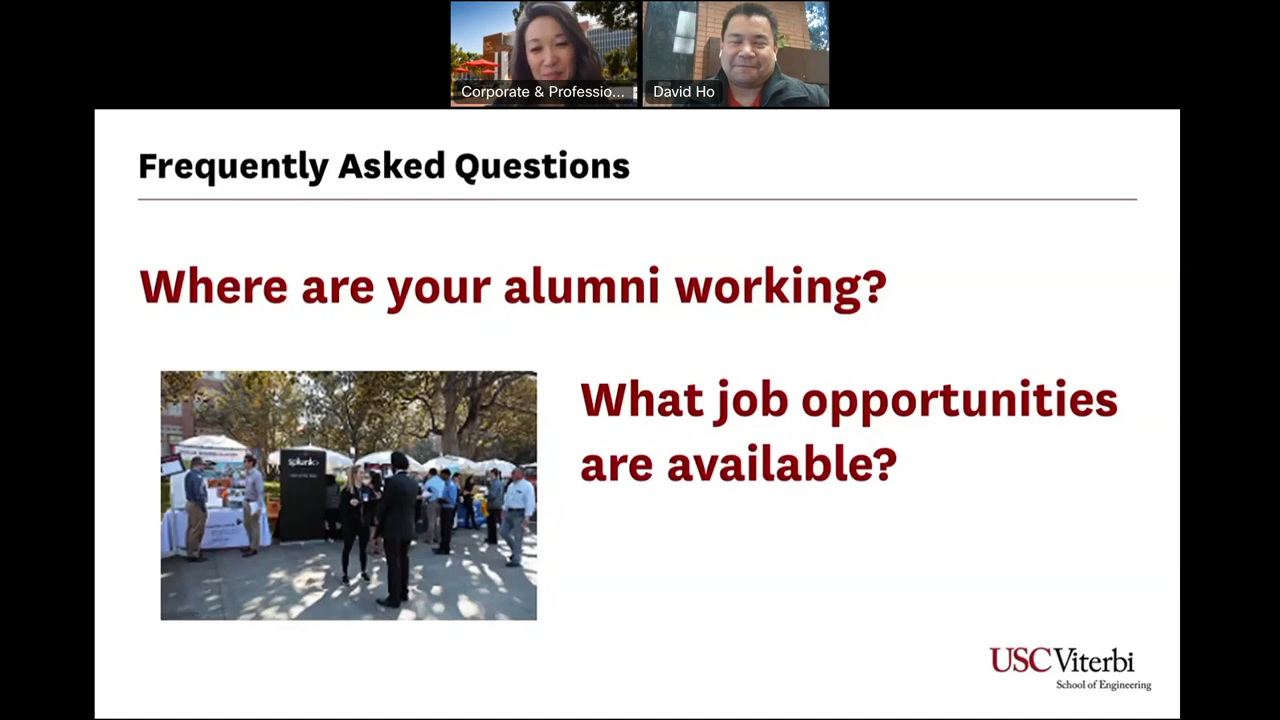 Corporate & Professio...
David Ho
Frequently Asked Questions
Where are your alumni working?
What job opportunities
are available?
splunk>
USC Viterbi
School of Engineering